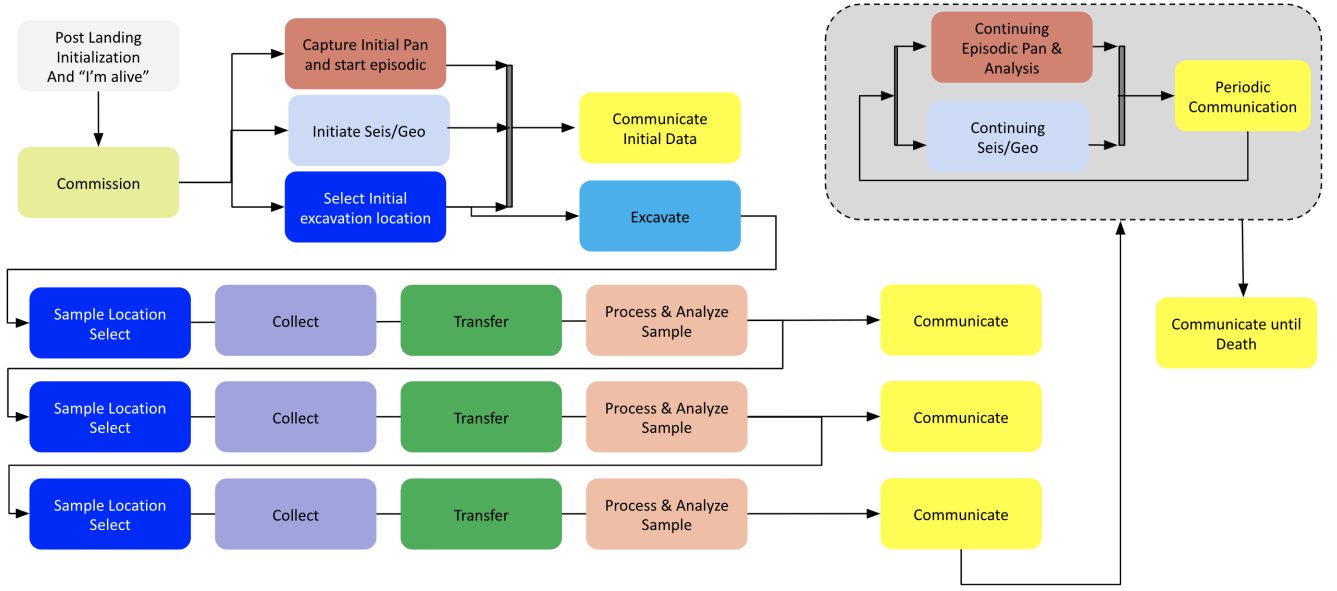 Post Landing
Initialization
And “I’m alive”
Commission
Capture Initial Pan
and start episodic
Initiate Seis/Geo
Select Initial
excavation location
Communicate
Initial Data
Excavate
Continuing
Episodic Pan &
Analysis
Continuing
Seis/Geo
Periodic
Communication
Sample Location
Select
Collect
Transfer
Process & Analyze
Sample
Communicate
Communicate until
Death
Sample Location
Select
Collect
Transfer
Process & Analyze
Sample
Communicate
Sample Location
Select
Collect
Transfer
Process & Analyze
Sample
Communicate